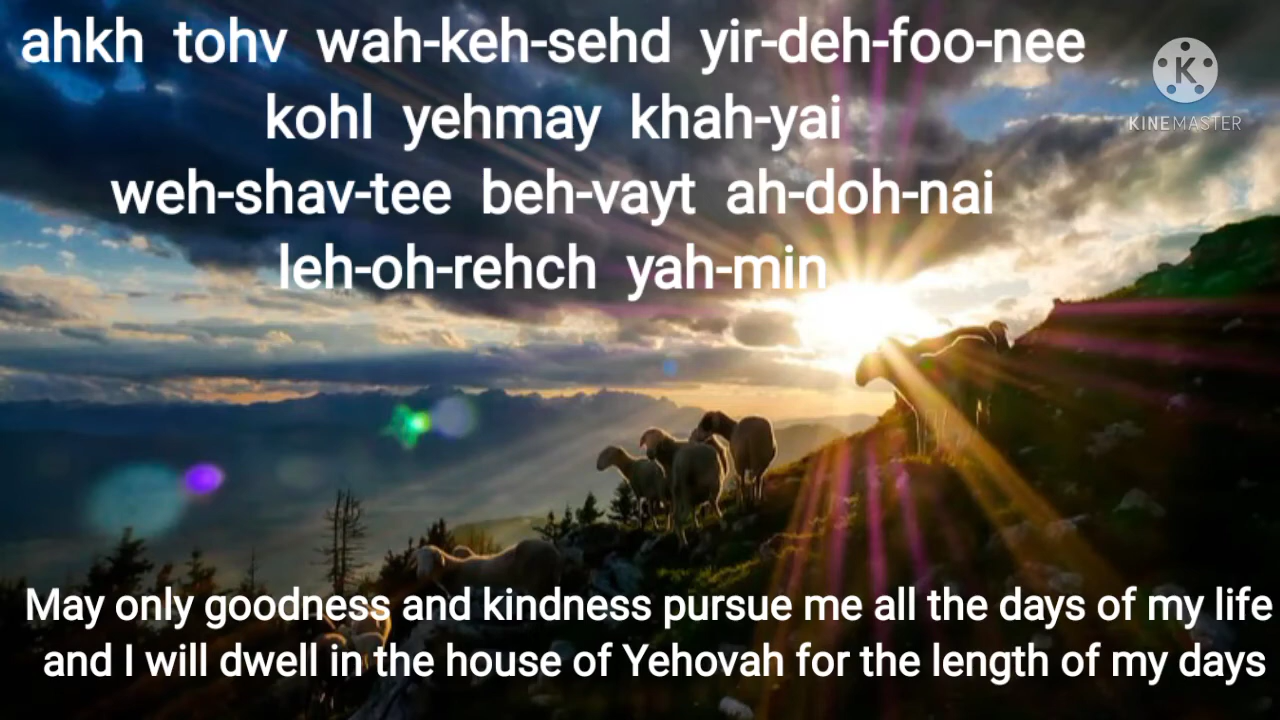 ahkh tohv wah-keh-sehd yir-deh-foo-nee
kohl yehmay khah-yai
weh-shav-tee beh-vayt ah-doh-nai
leh-oh-rehch yah-min
K
KINEMASTER
May only goodness and kindness pursue me all the days of my life
and I will dwell in the house of Yehovah for the length of my days